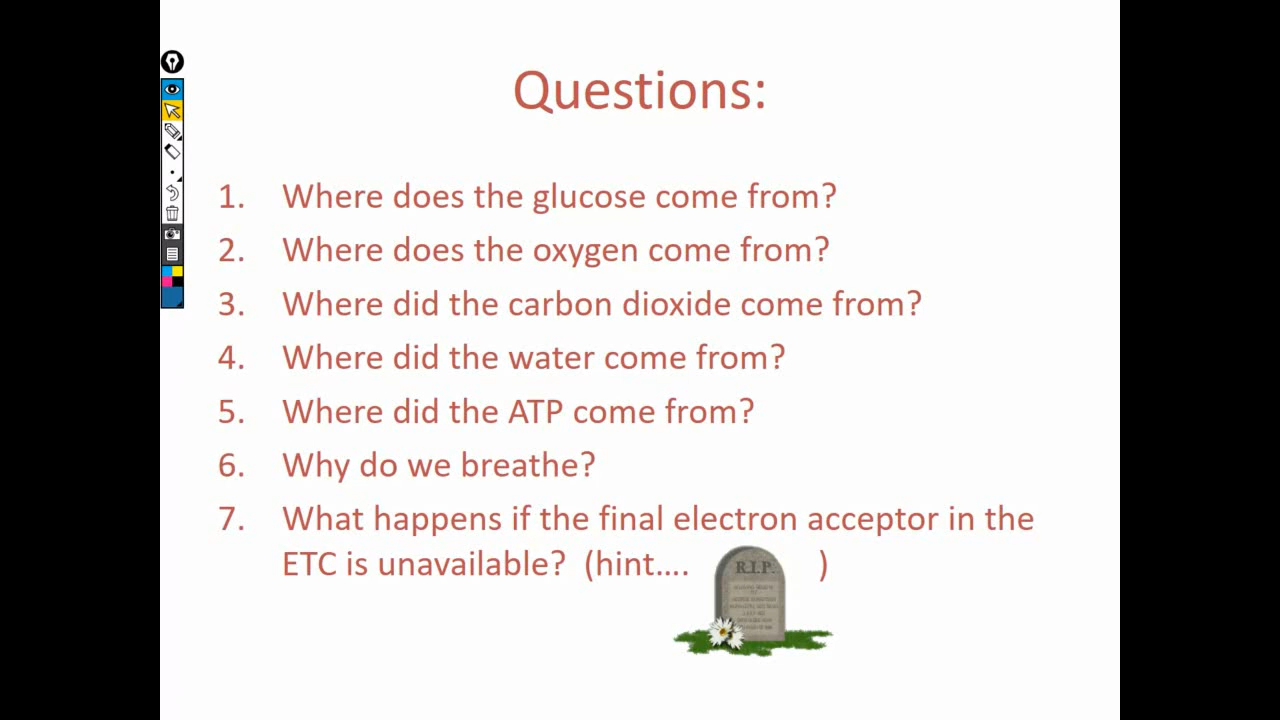 Questions:
1. Where does the glucose come from?
2. Where does the oxygen come from?
3. Where did the carbon dioxide come from?
4. Where did the water come from?
5. Where did the ATP come from?
6. Why do we breathe?
7. What happens if the final electron acceptor in the
ETC is unavailable? (hint…. )
R.I.P.